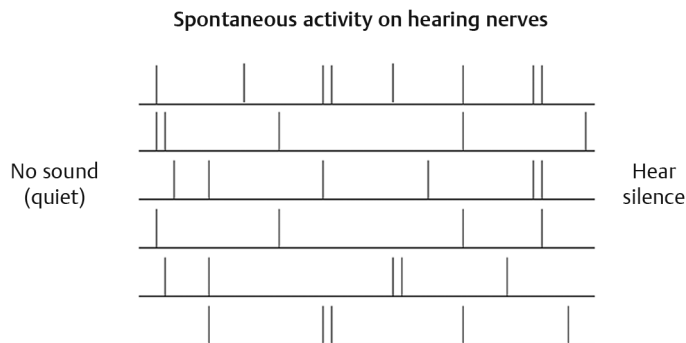 Spontaneous activity on hearing nerves
No sound
(quiet)
Hear
silence